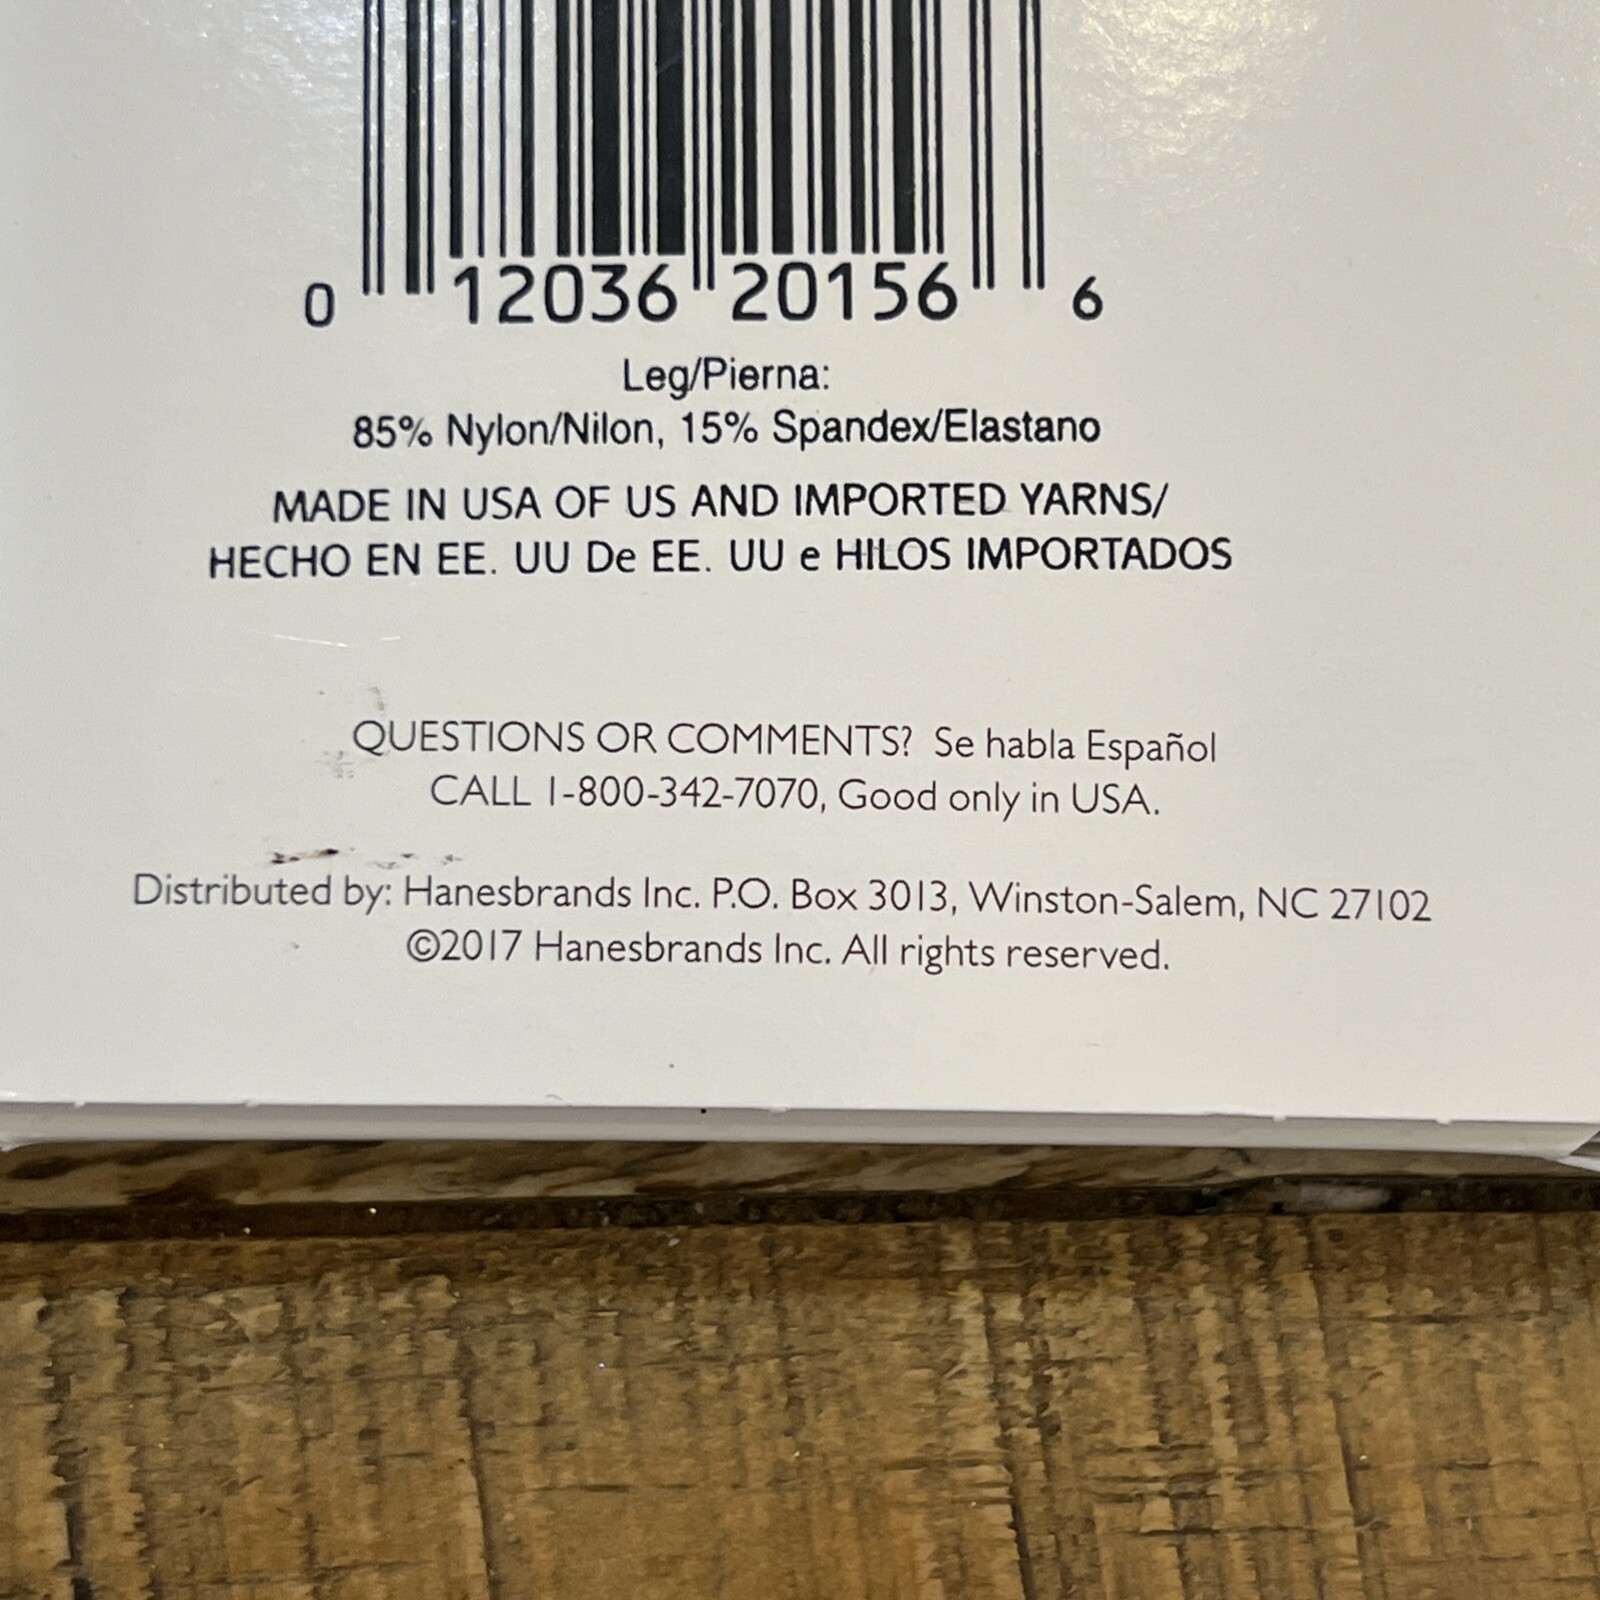 0 12036 20156 6
Leg/Pierna:
85% Nylon/Nilon, 15% Spandex/Elastano
MADE IN USA OF US AND IMPORTED YARNS/
HECHO EN EE. UU De EE. UU e HILOS IMPORTADOS
QUESTIONS OR COMMENTS? Se habla Español
CALL 1-800-342-7070, Good only in USA.
Distributed by: Hanesbrands Inc. P.O. Box 3013, Winston-Salem, NC 27102
©2017 Hanesbrands Inc. All rights reserved.